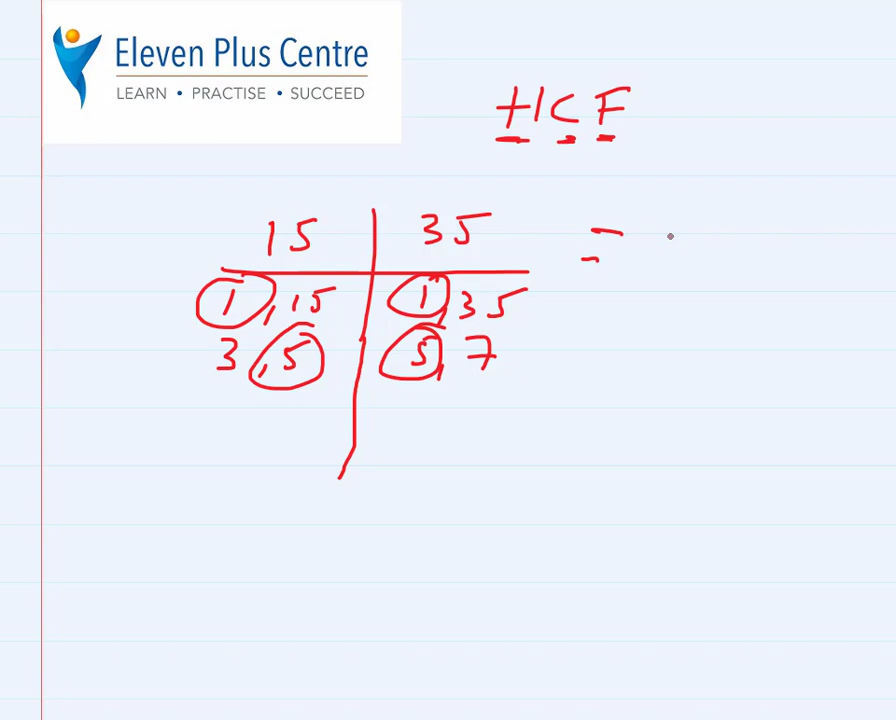 Eleven Plus Centre
LEARN • PRACTISE • SUCCEED
HCF
15 | 35 =
1, 15 | 1, 35
3, 5 | 5, 7